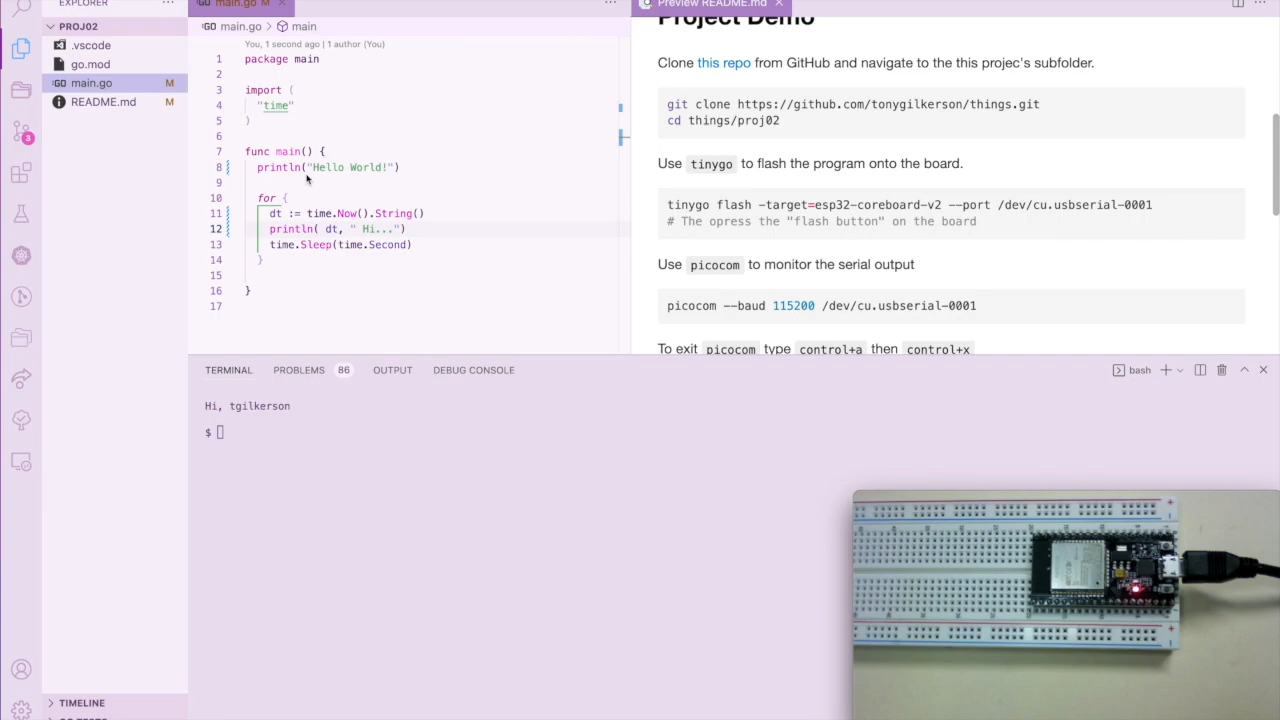 EXPLORER
PROJ02
.vscode
go.mod
GO main.go M
README.md M
3
TIMELINE
main.go M ×
GO main.go > main
You, 1 second ago | 1 author (You)
1 package main
2
3 import (
4 "time"
5 )
6
7 func main() {
8 println("Hello World!")
9
10 for {
11 dt := time.Now().String()
12 println( dt, " Hi...")
13 time.Sleep(time.Second)
14 }
15
16 }
17
Preview README.md ×
Project Demo
Clone this repo from GitHub and navigate to the this projec's subfolder.
git clone https://github.com/tonygilkerson/things.git
cd things/proj02
Use tinygo to flash the program onto the board.
tinygo flash -target=esp32-coreboard-v2 --port /dev/cu.usbserial-0001
# The opress the "flash button" on the board
Use picocom to monitor the serial output
picocom --baud 115200 /dev/cu.usbserial-0001
To exit picocom type control+a then control+x
TERMINAL PROBLEMS 86 OUTPUT DEBUG CONSOLE
bash
Hi, tgilkerson
$